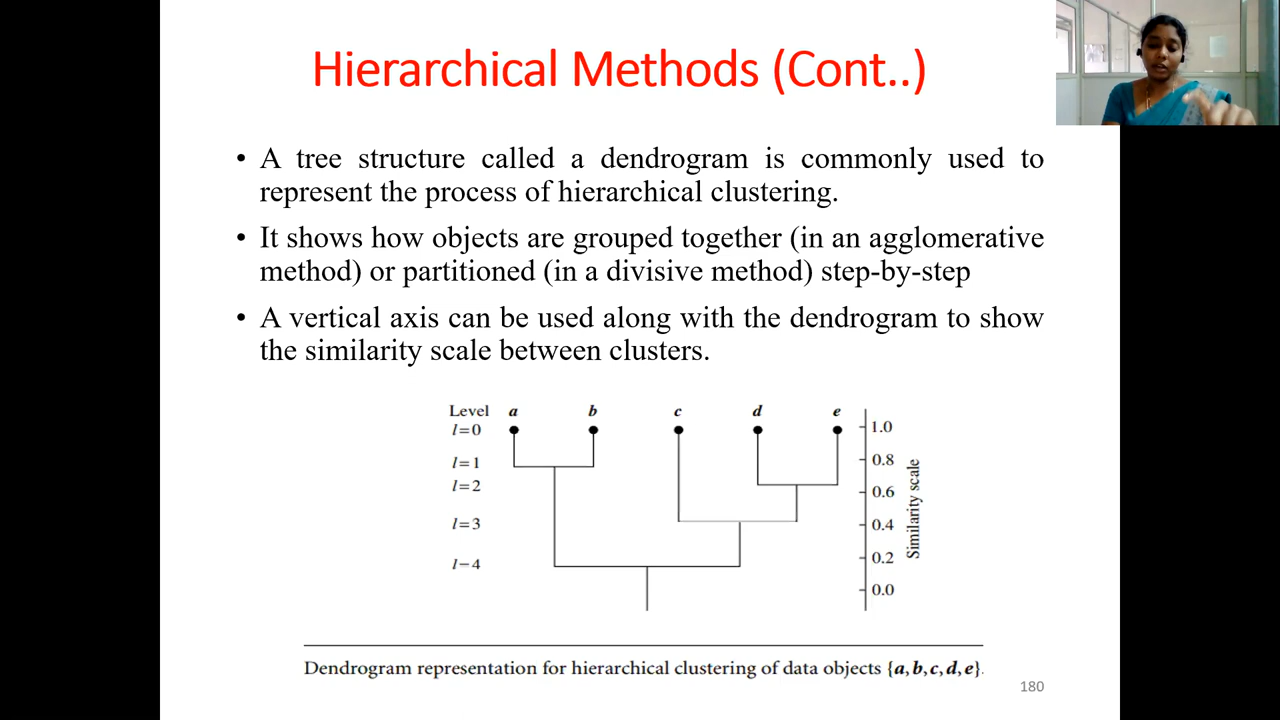 Hierarchical Methods (Cont..)
• A tree structure called a dendrogram is commonly used to
represent the process of hierarchical clustering.
• It shows how objects are grouped together (in an agglomerative
method) or partitioned (in a divisive method) step-by-step
• A vertical axis can be used along with the dendrogram to show
the similarity scale between clusters.
Level a b c d e
l=0 1.0
l=1 0.8
l=2 0.6
l=3 0.4
l−4 0.2
0.0
Similarity scale
Dendrogram representation for hierarchical clustering of data objects {a,b,c,d,e}.
180